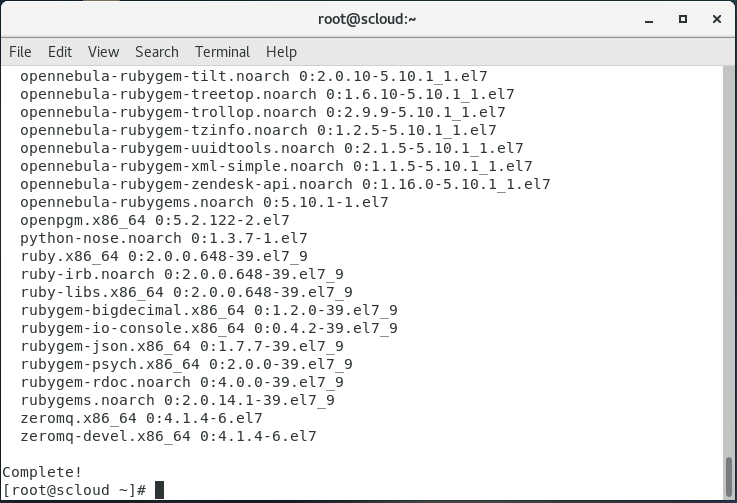 root@scloud:~
File Edit View Search Terminal Help
opennebula-rubygem-tilt.noarch 0:2.0.10-5.10.1_1.el7
opennebula-rubygem-treetop.noarch 0:1.6.10-5.10.1_1.el7
opennebula-rubygem-trollop.noarch 0:2.9.9-5.10.1_1.el7
opennebula-rubygem-tzinfo.noarch 0:1.2.5-5.10.1_1.el7
opennebula-rubygem-uuidtools.noarch 0:2.1.5-5.10.1_1.el7
opennebula-rubygem-xml-simple.noarch 0:1.1.5-5.10.1_1.el7
opennebula-rubygem-zendesk-api.noarch 0:1.16.0-5.10.1_1.el7
opennebula-rubygems.noarch 0:5.10.1-1.el7
openpgm.x86_64 0:5.2.122-2.el7
python-nose.noarch 0:1.3.7-1.el7
ruby.x86_64 0:2.0.0.648-39.el7_9
ruby-irb.noarch 0:2.0.0.648-39.el7_9
ruby-libs.x86_64 0:2.0.0.648-39.el7_9
rubygem-bigdecimal.x86_64 0:1.2.0-39.el7_9
rubygem-io-console.x86_64 0:0.4.2-39.el7_9
rubygem-json.x86_64 0:1.7.7-39.el7_9
rubygem-psych.x86_64 0:2.0.0-39.el7_9
rubygem-rdoc.noarch 0:4.0.0-39.el7_9
rubygems.noarch 0:2.0.14.1-39.el7_9
zeromq.x86_64 0:4.1.4-6.el7
zeromq-devel.x86_64 0:4.1.4-6.el7
Complete!
[root@scloud ~]#